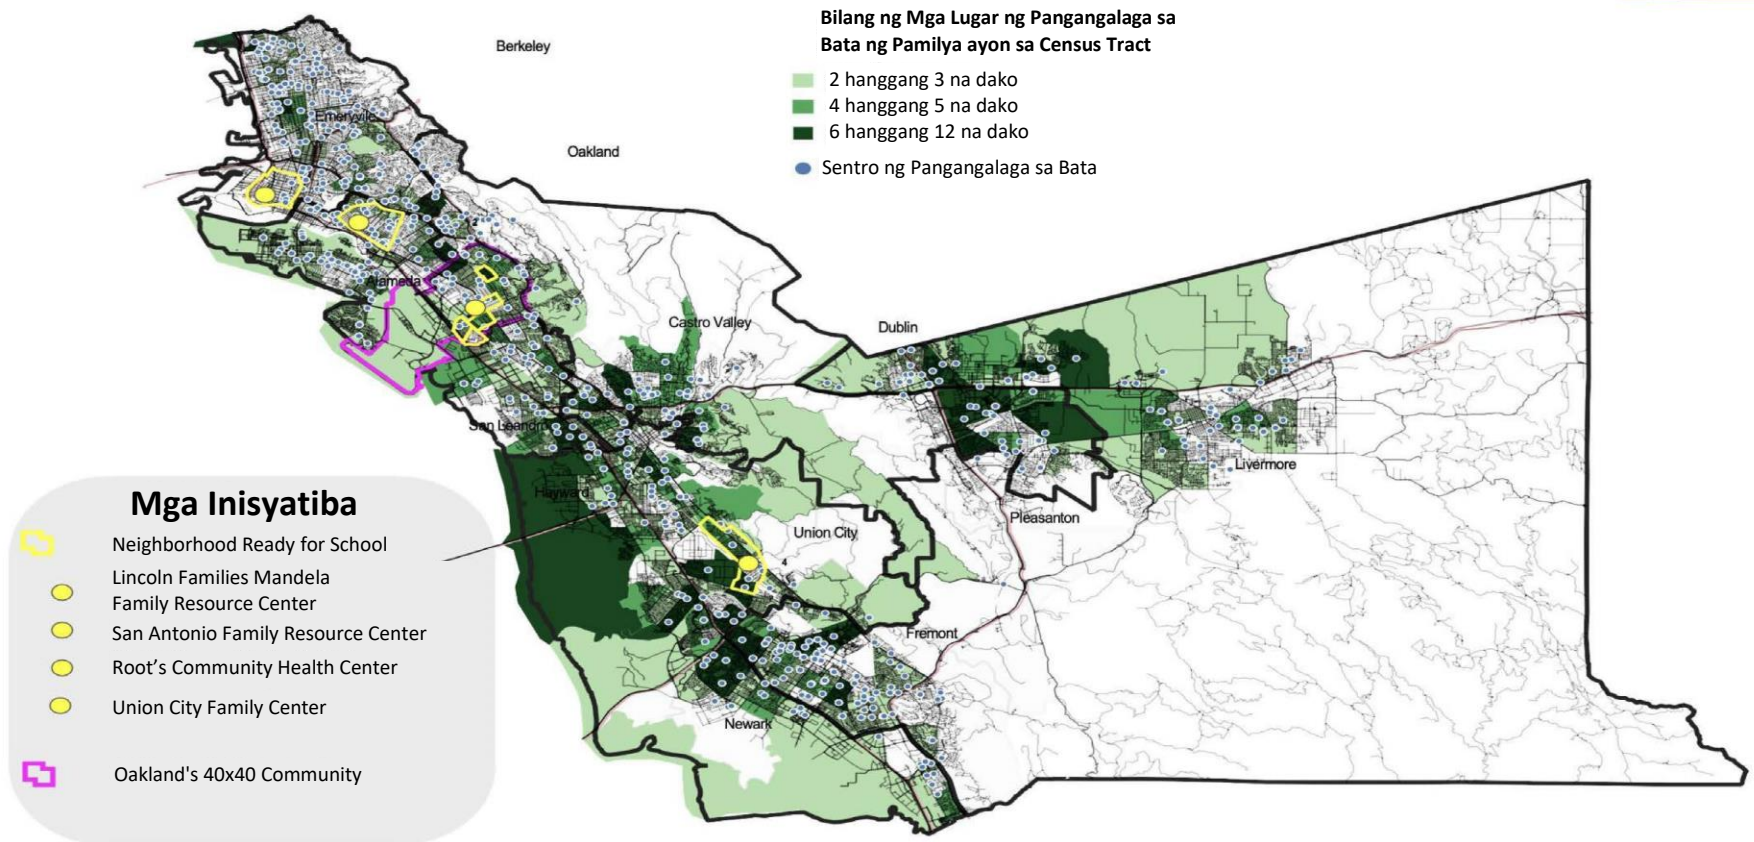 Bilang ng Mga Lugar ng Pangangalaga sa
Bata ng Pamilya ayon sa Census Tract
2 hanggang 3 na dako
4 hanggang 5 na dako
6 hanggang 12 na dako
Sentro ng Pangangalaga sa Bata
Berkeley
Emeryville
Oakland
12
Alameda
Castro Valley
Dublin
San Leandro
Livermore
Hayward
Pleasanton
Union City
4
Fremont
Newark
Mga Inisyatiba
Neighborhood Ready for School
Lincoln Families Mandela
Family Resource Center
San Antonio Family Resource Center
Root's Community Health Center
Union City Family Center
Oakland's 40x40 Community